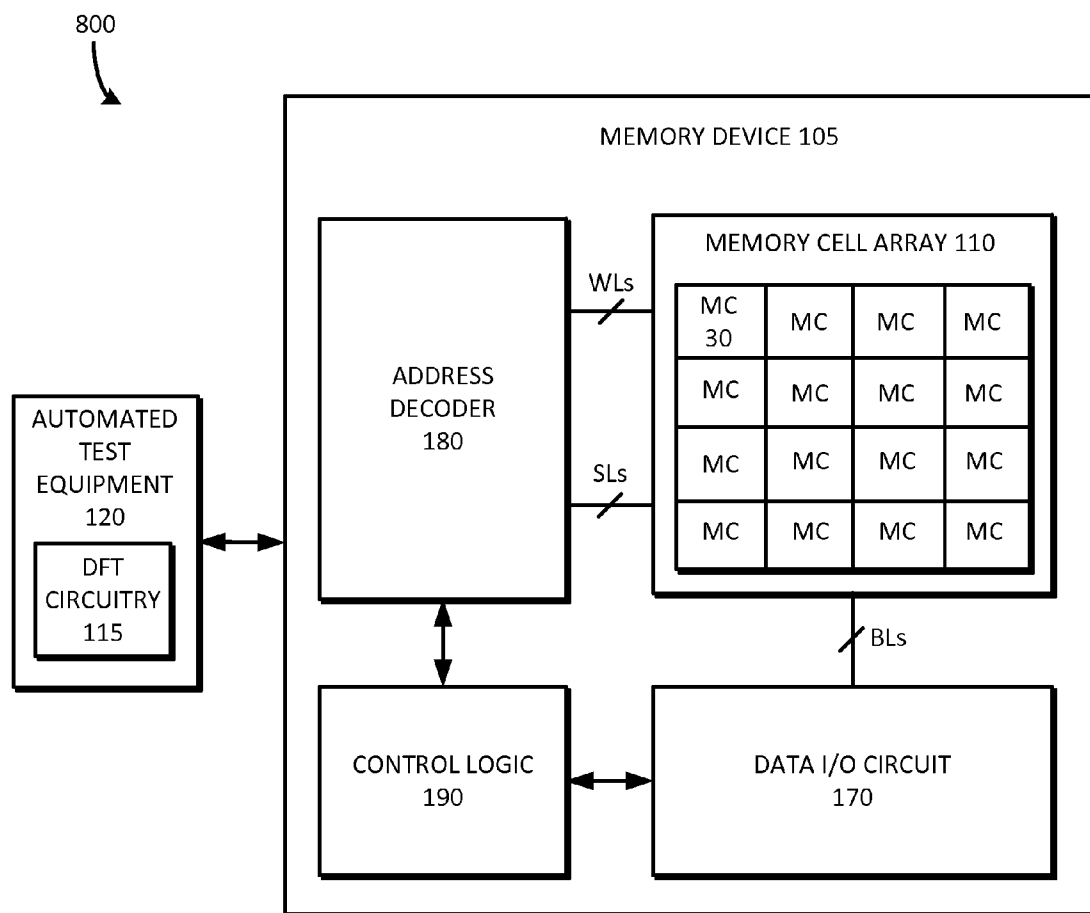 800
MEMORY DEVICE 105
MEMORY CELL ARRAY 110
WLs
MC
30
MC
MC
MC
ADDRESS
DECODER
180
MC
MC
MC
MC
AUTOMATED
TEST
EQUIPMENT
120
SLs
MC
MC
MC
MC
MC
MC
MC
MC
DFT
CIRCUITRY
115
BLs
CONTROL LOGIC
190
DATA I/O CIRCUIT
170